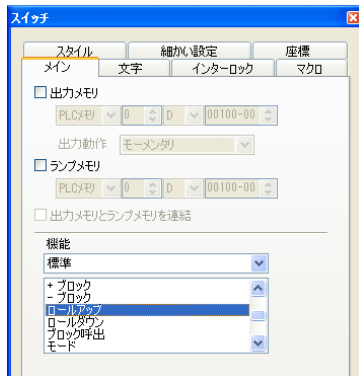 スイッチ
スタイル 細かい設定 座標
メイン 文字 インターロック マクロ
出力メモリ
PLCメモリ 0 D 00100-00
出力動作 モーメンタリ
ランプメモリ
PLCメモリ 0 D 00100-00
出力メモリとランプメモリを連結
機能
標準
+ ブロック
- ブロック
ロールアップ
ロールダウン
ブロック呼出
モード